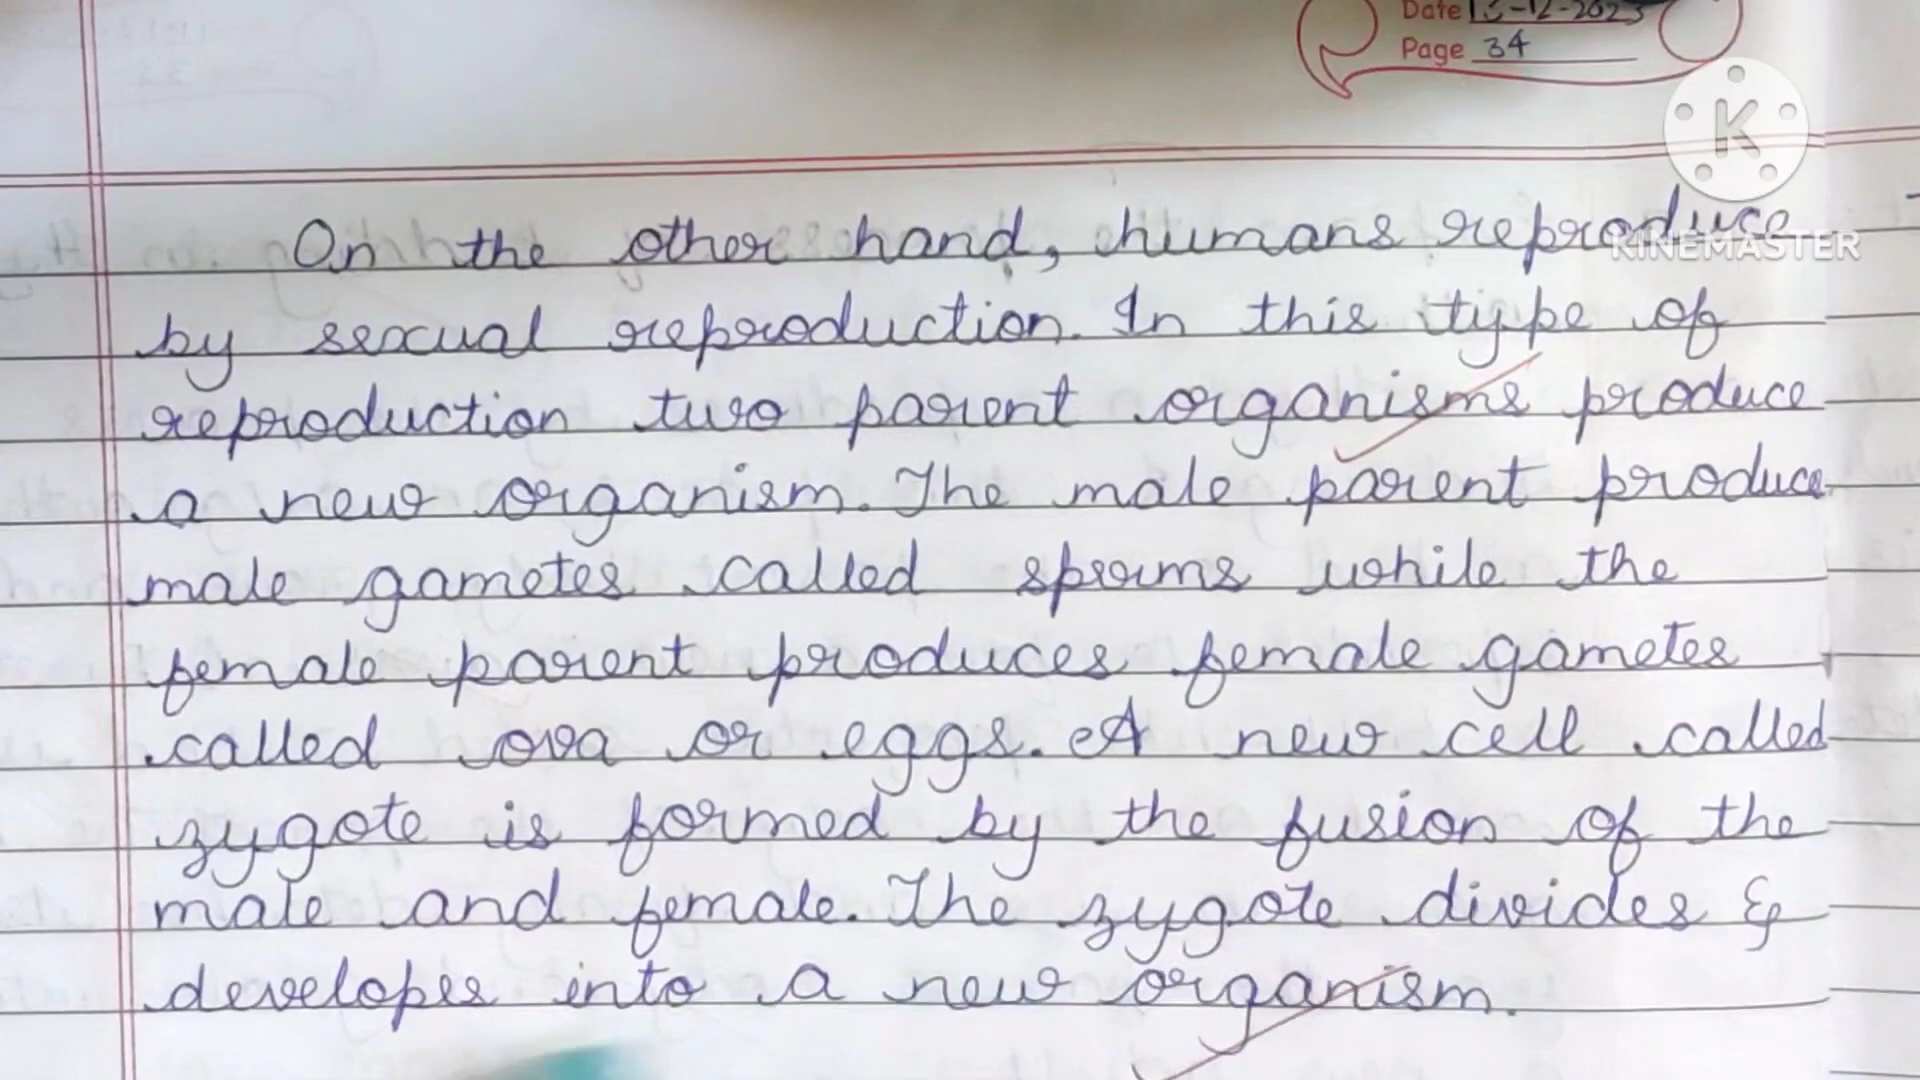 Date 13-12-2023
Page 34
K
KINEMASTER
On the other hand, humans reproduce
by sexual reproduction. In this type of
reproduction two parent organisms produce
a new organism. The male parent produce
male gametes called sperms while the
female parent produces female gametes
called ova or eggs. A new cell called
zygote is formed by the fusion of the
male and female. The zygote divides &
developes into a new organism.